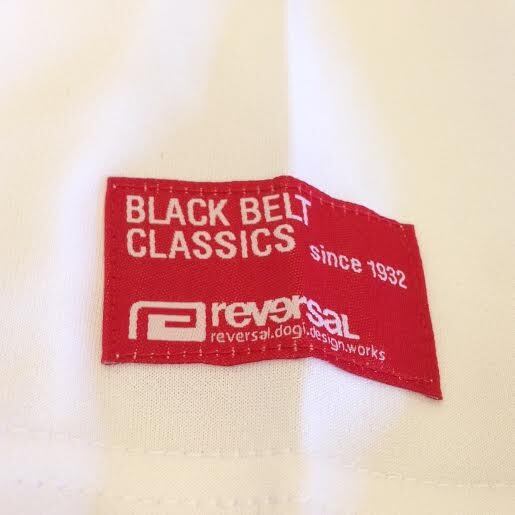 BLACK BELT
CLASSICS
since 1932
reversal
reversal.dogi.design.works